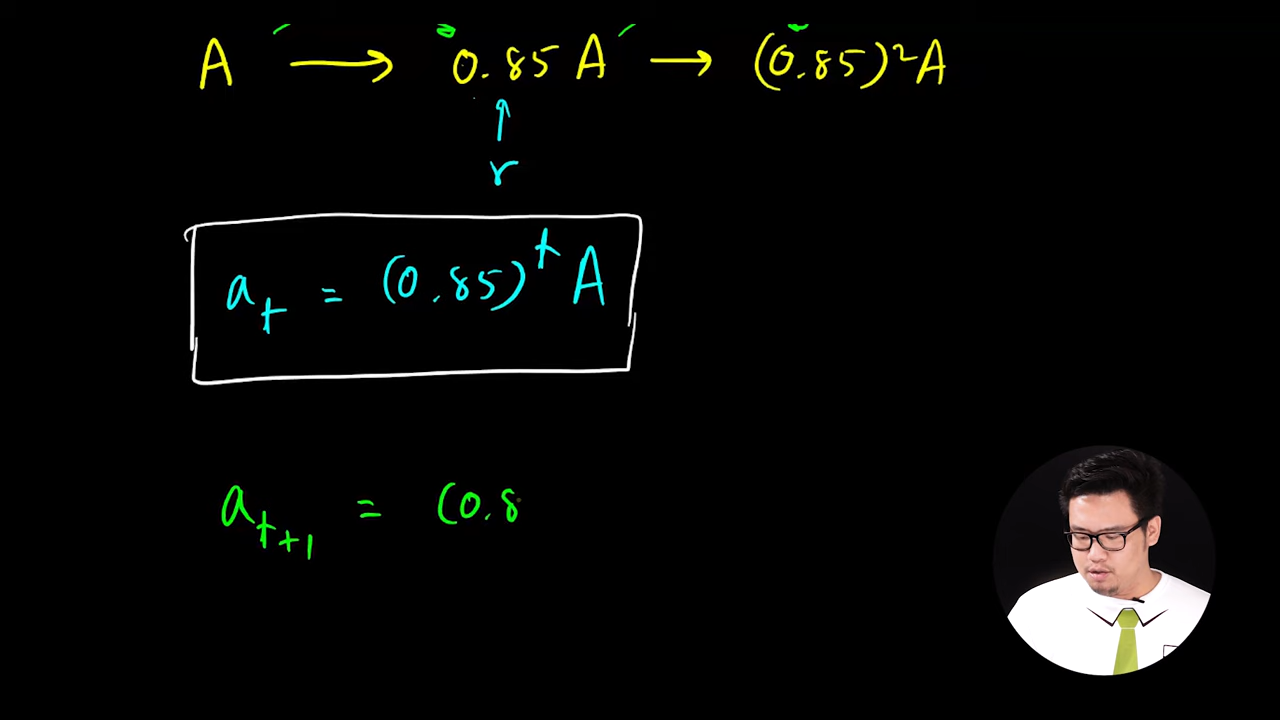 A → 0.85 A → (0.85)²A
↑
r
aₜ = (0.85)ᵗ A
aₜ₊₁ = (0.8